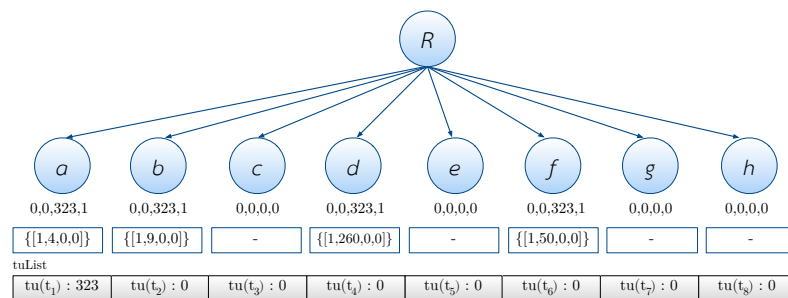 R
a b c d e f g h
0,0,323,1 0,0,323,1 0,0,0,0 0,0,323,1 0,0,0,0 0,0,323,1 0,0,0,0 0,0,0,0
{[1,4,0,0]} {[1,9,0,0]} - {[1,260,0,0]} - {[1,50,0,0]} - -
tuList
tu(t₁) : 323 tu(t₂) : 0 tu(t₃) : 0 tu(t₄) : 0 tu(t₅) : 0 tu(t₆) : 0 tu(t₇) : 0 tu(t₈) : 0